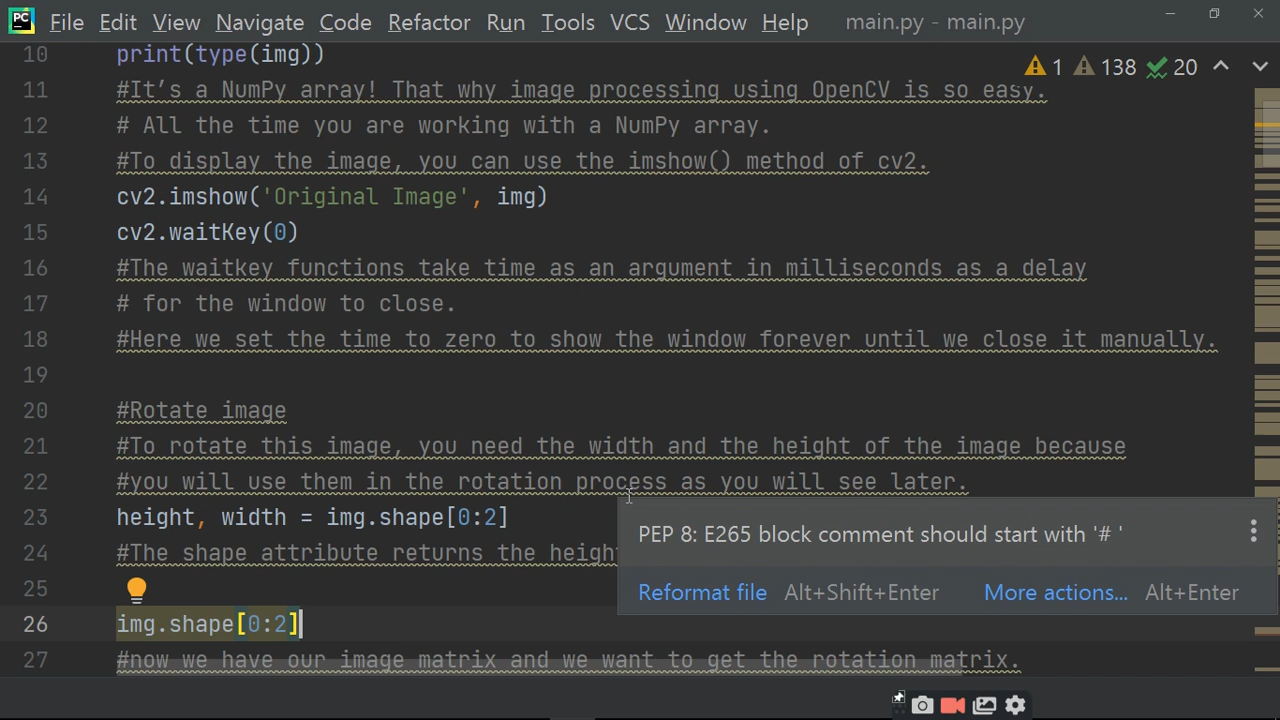 PC File Edit View Navigate Code Refactor Run Tools VCS Window Help main.py - main.py
1 138 20
10 print(type(img))
11 #It’s a NumPy array! That why image processing using OpenCV is so easy.
12 # All the time you are working with a NumPy array.
13 #To display the image, you can use the imshow() method of cv2.
14 cv2.imshow('Original Image', img)
15 cv2.waitKey(0)
16 #The waitkey functions take time as an argument in milliseconds as a delay
17 # for the window to close.
18 #Here we set the time to zero to show the window forever until we close it manually.
19
20 #Rotate image
21 #To rotate this image, you need the width and the height of the image because
22 #you will use them in the rotation process as you will see later.
23 height, width = img.shape[0:2]
24 #The shape attribute returns the height
PEP 8: E265 block comment should start with '# '
25
Reformat file Alt+Shift+Enter More actions... Alt+Enter
26 img.shape[0:2]
27 #now we have our image matrix and we want to get the rotation matrix.